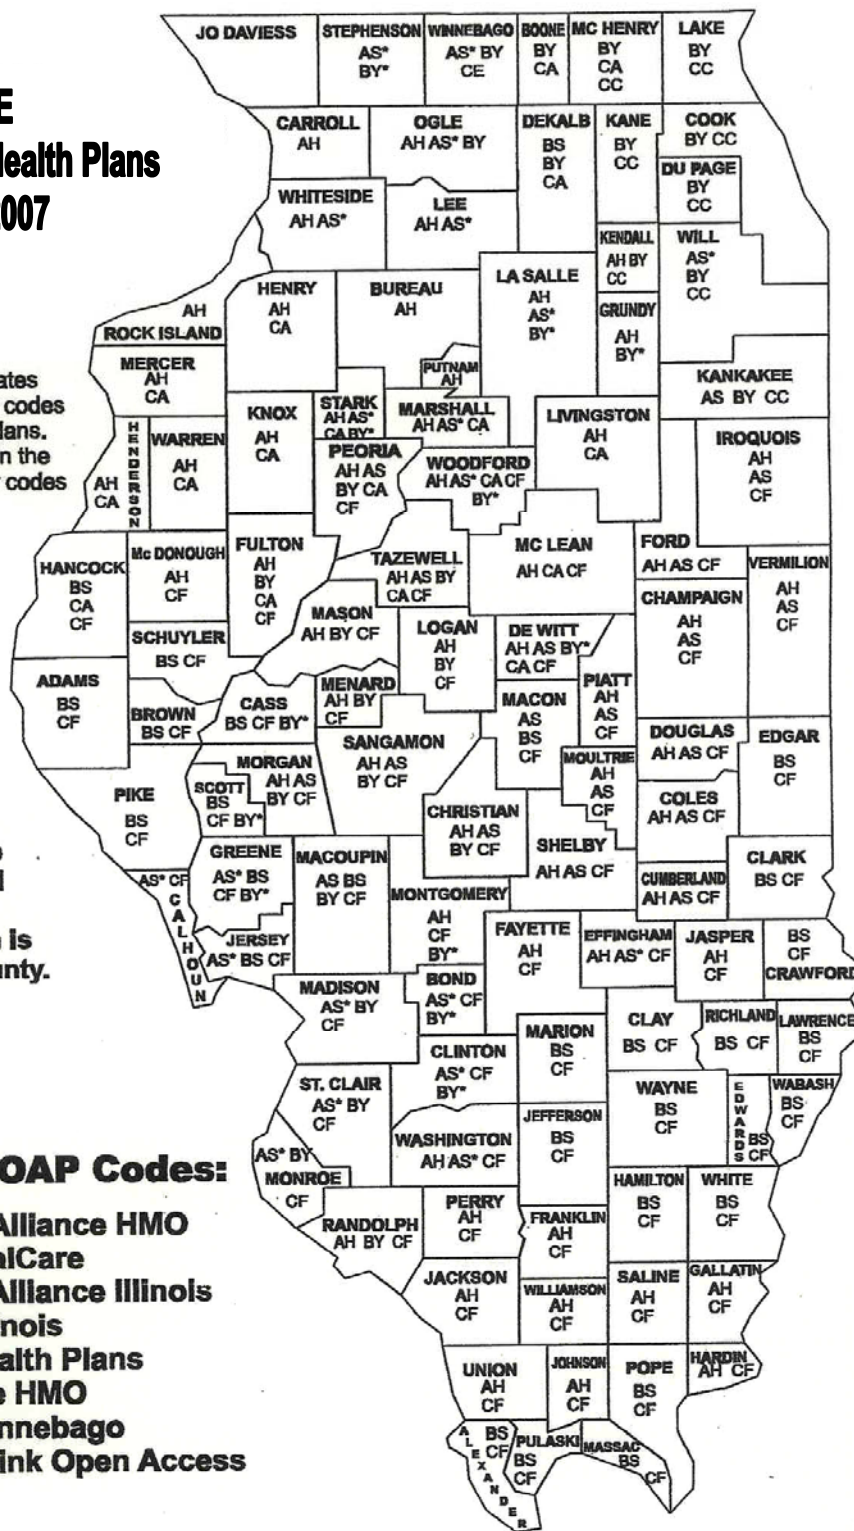 E
Health Plans
2007
JO DAVIESS
STEPHENSON
AS*
BY*
WINNEBAGO
AS* BY
CE
BOONE
BY
CA
MC HENRY
BY
CA
CC
LAKE
BY
CC
CARROLL
AH
OGLE
AH AS* BY
DEKALB
BS
BY
CA
KANE
BY
CC
COOK
BY CC
DU PAGE
BY
CC
WHITESIDE
AH AS*
LEE
AH AS*
KENDALL
AH BY
CC
WILL
AS*
BY
CC
AH
ROCK ISLAND
HENRY
AH
CA
BUREAU
AH
LA SALLE
AH
AS*
BY*
GRUNDY
AH
BY*
MERCER
AH
CA
PUTNAM
AH
KANKAKEE
AS BY CC
ates
codes
lans.
n the
codes
HENDERSON
AH
CA
WARREN
AH
CA
KNOX
AH
CA
STARK
AH AS*
CA BY*
MARSHALL
AH AS* CA
LIVINGSTON
AH
CA
IROQUOIS
AH
AS
CF
PEORIA
AH AS
BY CA
CF
WOODFORD
AH AS* CA CF
BY*
HANCOCK
BS
CA
CF
Mc DONOUGH
AH
CF
FULTON
AH
BY
CA
CF
TAZEWELL
AH AS BY
CA CF
MC LEAN
AH CA CF
FORD
AH AS CF
VERMILION
AH
AS
CF
CHAMPAIGN
AH
AS
CF
SCHUYLER
BS CF
MASON
AH BY CF
LOGAN
AH
BY
CF
DE WITT
AH AS BY*
CA CF
PIATT
AH
AS
CF
ADAMS
BS
CF
BROWN
BS CF
CASS
BS CF BY*
MENARD
AH BY
CF
MACON
AS
BS
CF
SANGAMON
AH AS
BY CF
DOUGLAS
AH AS CF
EDGAR
BS
CF
MOULTRIE
AH
AS
CF
PIKE
BS
CF
SCOTT
BS
CF BY*
MORGAN
AH AS
BY CF
CHRISTIAN
AH AS
BY CF
COLES
AH AS CF
SHELBY
AH AS CF
GREENE
AS* BS
CF BY*
MACOUPIN
AS BS
BY CF
CLARK
BS CF
CUMBERLAND
AH AS CF
AS* CF
CALHOUN
MONTGOMERY
AH
CF
BY*
is
unty.
JERSEY
AS* BS CF
FAYETTE
AH
CF
EFFINGHAM
AH AS* CF
JASPER
AH
CF
BS
CF
CRAWFORD
MADISON
AS* BY
CF
BOND
AS* CF
BY*
MARION
BS
CF
CLAY
BS CF
RICHLAND
BS CF
LAWRENCE
BS
CF
CLINTON
AS* CF
BY*
ST. CLAIR
AS* BY
CF
WAYNE
BS
CF
EDWARDS
BS
CF
WABASH
BS
CF
WASHINGTON
AH AS* CF
JEFFERSON
BS
CF
AS* BY
MONROE
CF
RANDOLPH
AH BY CF
PERRY
AH
CF
FRANKLIN
AH
CF
HAMILTON
BS
CF
WHITE
BS
CF
OAP Codes:
Alliance HMO
alCare
Alliance Illinois
inois
alth Plans
e HMO
nnebago
ink Open Access
JACKSON
AH
CF
WILLIAMSON
AH
CF
SALINE
AH
CF
GALLATIN
AH
CF
UNION
AH
CF
JOHNSON
AH
CF
POPE
BS
CF
HARDIN
AH CF
ALEXANDER
BS
CF
PULASKI
BS
CF
MASSAC
BS
CF